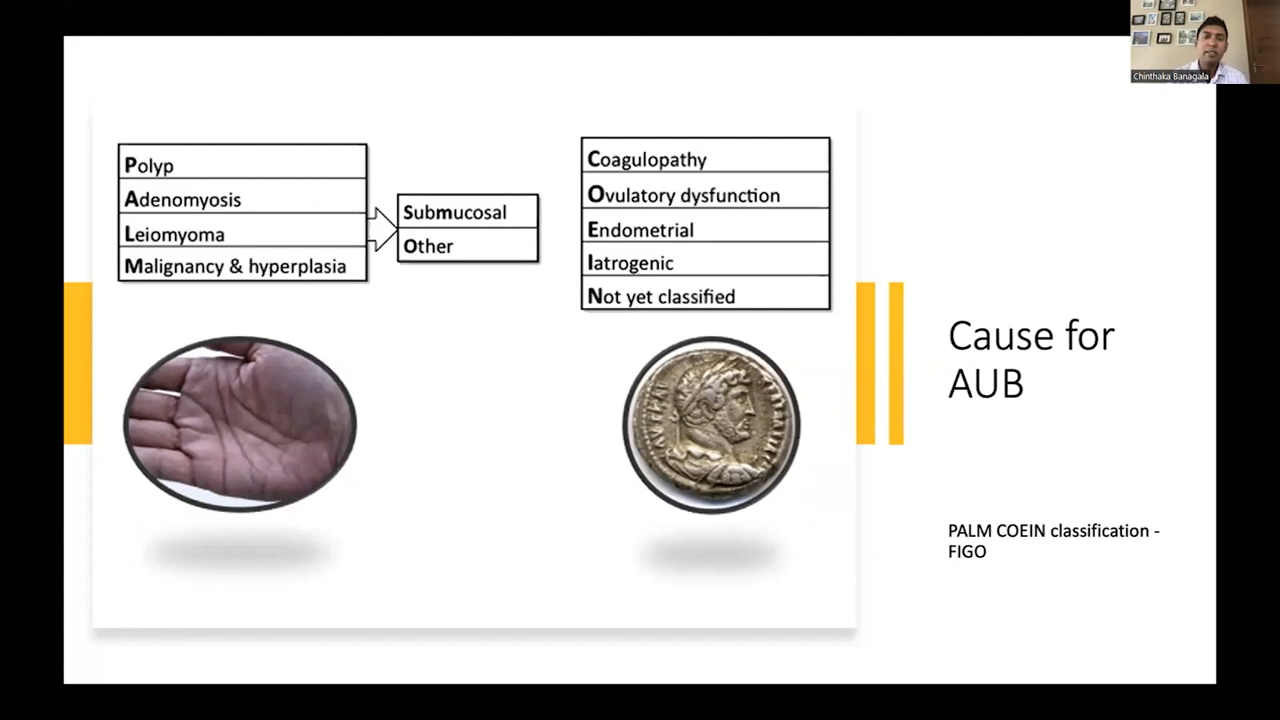 Chinthaka Banagala
Polyp
Adenomyosis
Leiomyoma
Malignancy & hyperplasia
Submucosal
Other
Coagulopathy
Ovulatory dysfunction
Endometrial
Iatrogenic
Not yet classified
Cause for
AUB
PALM COEIN classification -
FIGO